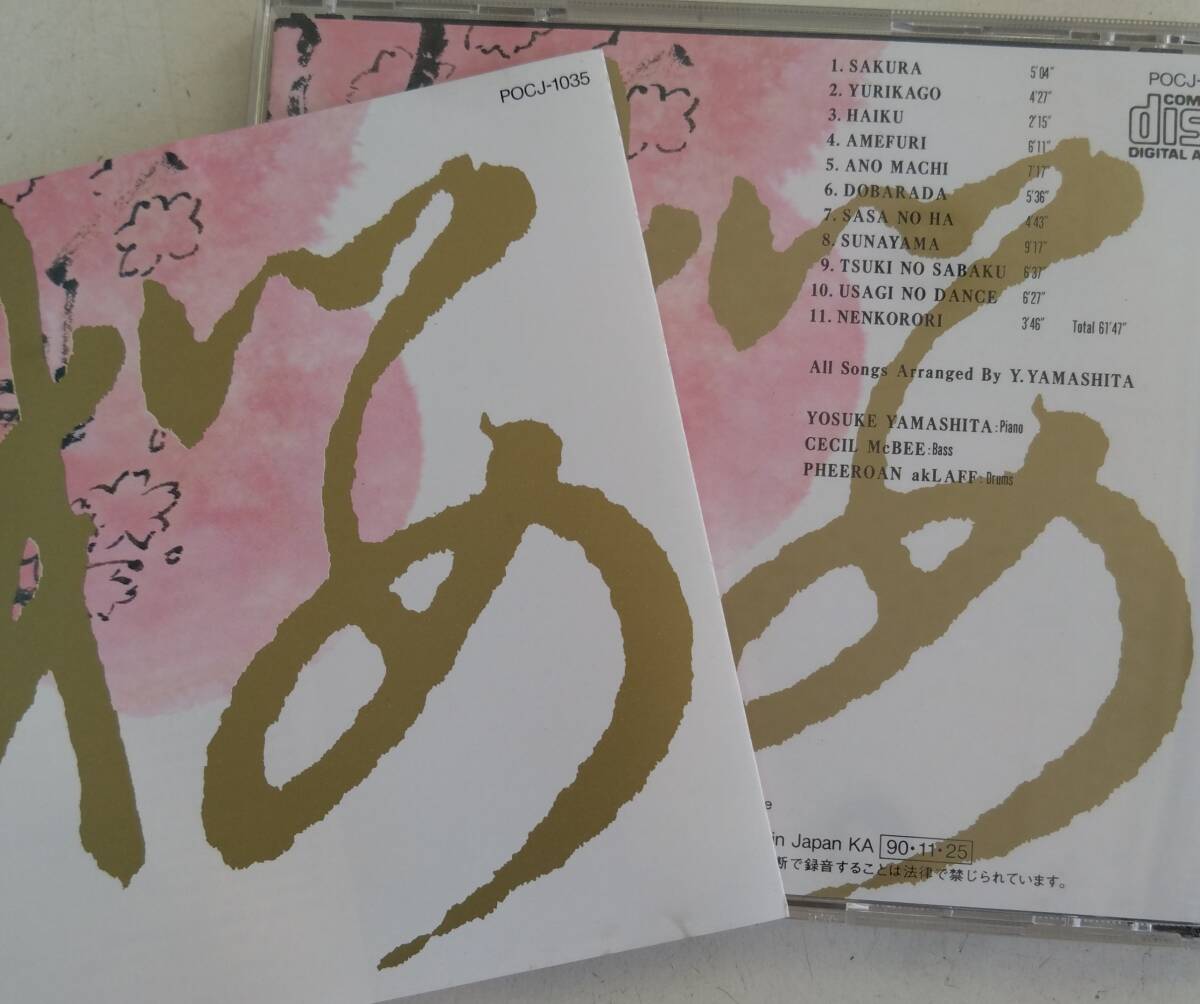 POCJ-1035
桜
1. SAKURA 5'04"
2. YURIKAGO 4'27"
3. HAIKU 2'15"
4. AMEFURI 6'11"
5. ANO MACHI 7'17"
6. DOBARADA 5'36"
7. SASA NO HA 4'43"
8. SUNAYAMA 9'17"
9. TSUKI NO SABAKU 6'37"
10. USAGI NO DANCE 6'27"
11. NENKORORI 3'46" Total 61'47"
All Songs Arranged By Y.YAMASHITA
YOSUKE YAMASHITA:Piano
CECIL McBEE:Bass
PHEEROAN akLAFF:Drums
POCJ-
COM
dis
DIGITAL A
in Japan KA 90・11・25
断で録音することは法律で禁じられています。